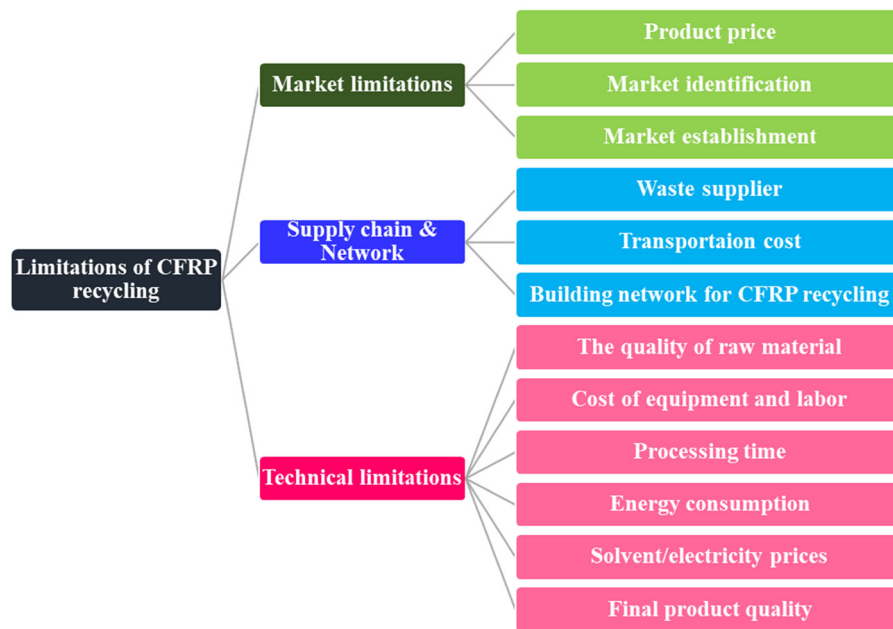 Limitations of CFRP
recycling
Market limitations
Product price
Market identification
Market establishment
Supply chain &
Network
Waste supplier
Transportaion cost
Building network for CFRP recycling
Technical limitations
The quality of raw material
Cost of equipment and labor
Processing time
Energy consumption
Solvent/electricity prices
Final product quality